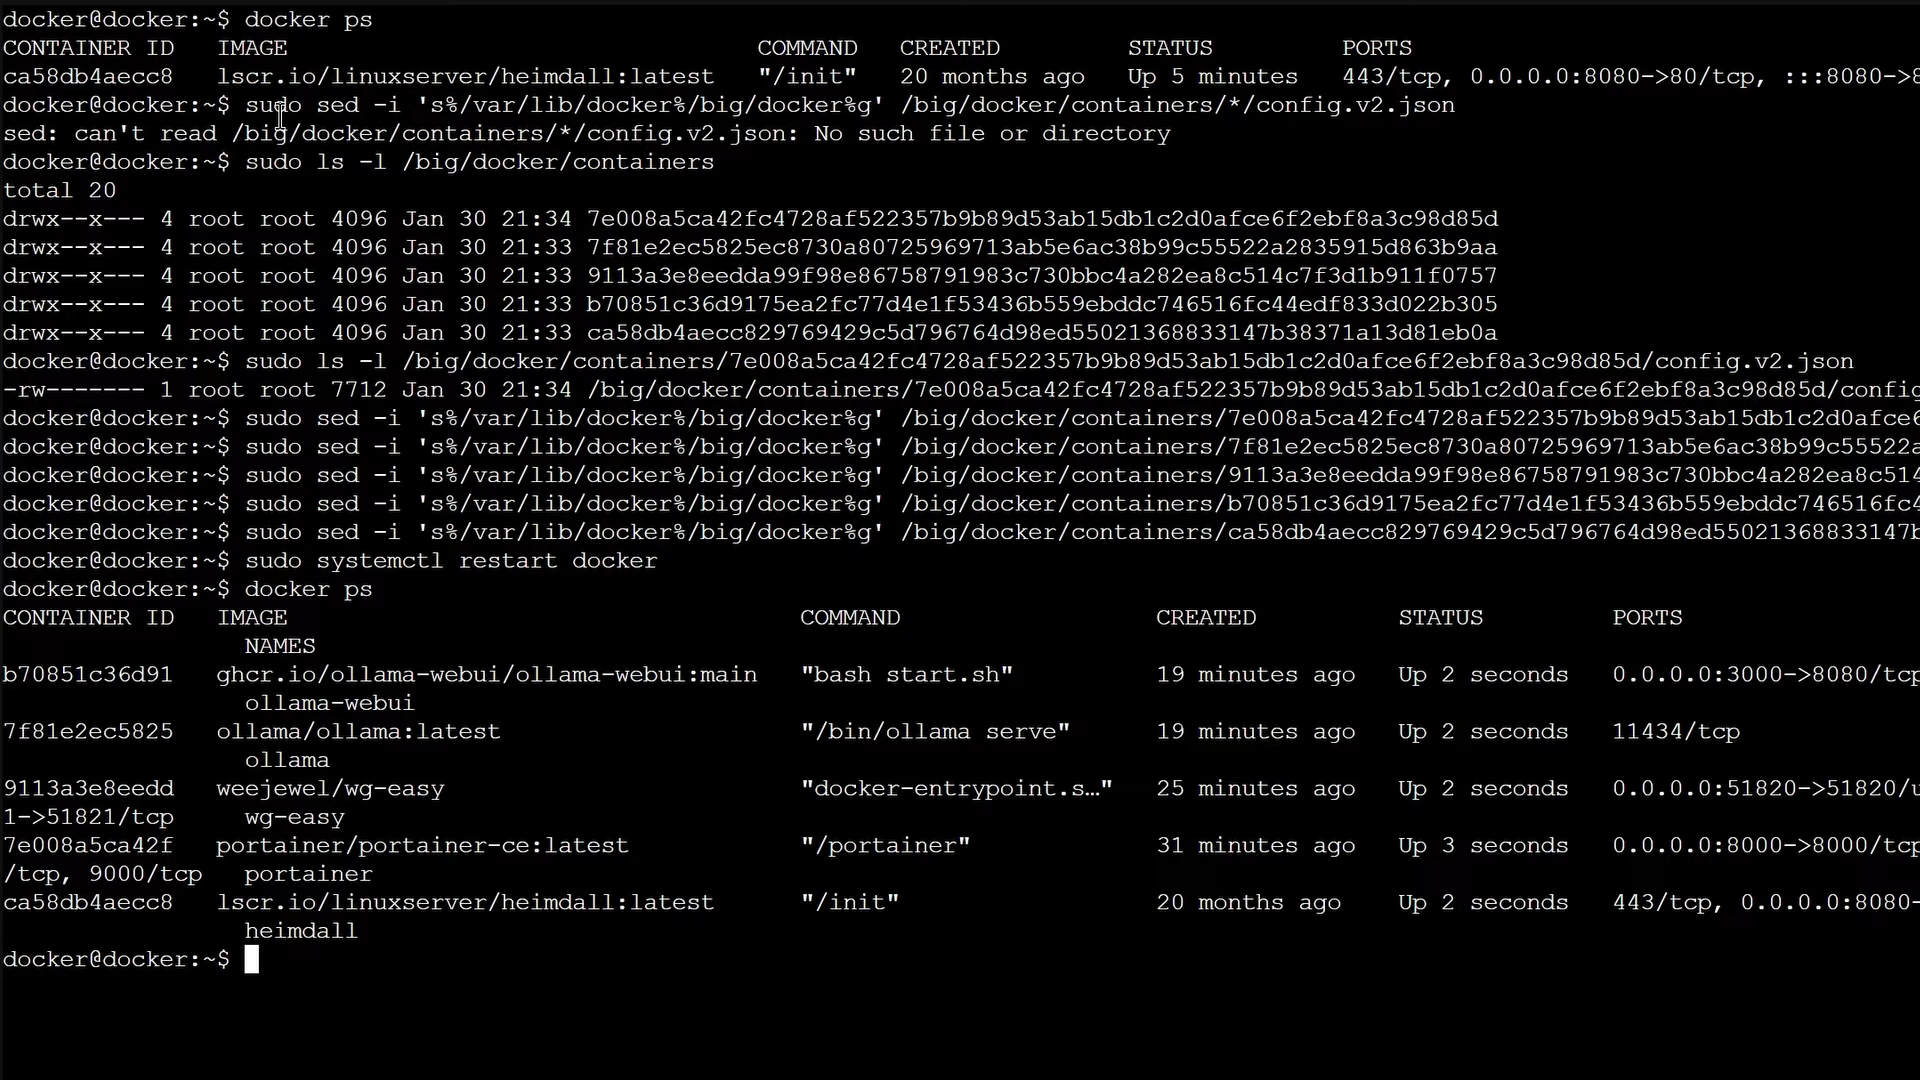 docker@docker:~$ docker ps
CONTAINER ID   IMAGE                                 COMMAND   CREATED         STATUS         PORTS
ca58db4aecc8   lscr.io/linuxserver/heimdall:latest   "/init"   20 months ago   Up 5 minutes   443/tcp, 0.0.0.0:8080->80/tcp, :::8080->8
docker@docker:~$ sudo sed -i 's%/var/lib/docker%/big/docker%g' /big/docker/containers/*/config.v2.json
sed: can't read /big/docker/containers/*/config.v2.json: No such file or directory
docker@docker:~$ sudo ls -l /big/docker/containers
total 20
drwx--x--- 4 root root 4096 Jan 30 21:34 7e008a5ca42fc4728af522357b9b89d53ab15db1c2d0afce6f2ebf8a3c98d85d
drwx--x--- 4 root root 4096 Jan 30 21:33 7f81e2ec5825ec8730a80725969713ab5e6ac38b99c55522a2835915d863b9aa
drwx--x--- 4 root root 4096 Jan 30 21:33 9113a3e8eedda99f98e86758791983c730bbc4a282ea8c514c7f3d1b911f0757
drwx--x--- 4 root root 4096 Jan 30 21:33 b70851c36d9175ea2fc77d4e1f53436b559ebddc746516fc44edf833d022b305
drwx--x--- 4 root root 4096 Jan 30 21:33 ca58db4aecc829769429c5d796764d98ed55021368833147b38371a13d81eb0a
docker@docker:~$ sudo ls -l /big/docker/containers/7e008a5ca42fc4728af522357b9b89d53ab15db1c2d0afce6f2ebf8a3c98d85d/config.v2.json
-rw------- 1 root root 7712 Jan 30 21:34 /big/docker/containers/7e008a5ca42fc4728af522357b9b89d53ab15db1c2d0afce6f2ebf8a3c98d85d/config
docker@docker:~$ sudo sed -i 's%/var/lib/docker%/big/docker%g' /big/docker/containers/7e008a5ca42fc4728af522357b9b89d53ab15db1c2d0afce6
docker@docker:~$ sudo sed -i 's%/var/lib/docker%/big/docker%g' /big/docker/containers/7f81e2ec5825ec8730a80725969713ab5e6ac38b99c55522a
docker@docker:~$ sudo sed -i 's%/var/lib/docker%/big/docker%g' /big/docker/containers/9113a3e8eedda99f98e86758791983c730bbc4a282ea8c514
docker@docker:~$ sudo sed -i 's%/var/lib/docker%/big/docker%g' /big/docker/containers/b70851c36d9175ea2fc77d4e1f53436b559ebddc746516fc4
docker@docker:~$ sudo sed -i 's%/var/lib/docker%/big/docker%g' /big/docker/containers/ca58db4aecc829769429c5d796764d98ed55021368833147b
docker@docker:~$ sudo systemctl restart docker
docker@docker:~$ docker ps
CONTAINER ID   IMAGE                                    COMMAND                  CREATED          STATUS         PORTS
NAMES
b70851c36d91   ghcr.io/ollama-webui/ollama-webui:main   "bash start.sh"          19 minutes ago   Up 2 seconds   0.0.0.0:3000->8080/tcp
ollama-webui
7f81e2ec5825   ollama/ollama:latest                     "/bin/ollama serve"      19 minutes ago   Up 2 seconds   11434/tcp
ollama
9113a3e8eedd   weejewel/wg-easy                         "docker-entrypoint.s…"   25 minutes ago   Up 2 seconds   0.0.0.0:51820->51820/u
1->51821/tcp     wg-easy
7e008a5ca42f   portainer/portainer-ce:latest            "/portainer"             31 minutes ago   Up 3 seconds   0.0.0.0:8000->8000/tcp
/tcp, 9000/tcp   portainer
ca58db4aecc8   lscr.io/linuxserver/heimdall:latest      "/init"                  20 months ago    Up 2 seconds   443/tcp, 0.0.0.0:8080-
heimdall
docker@docker:~$